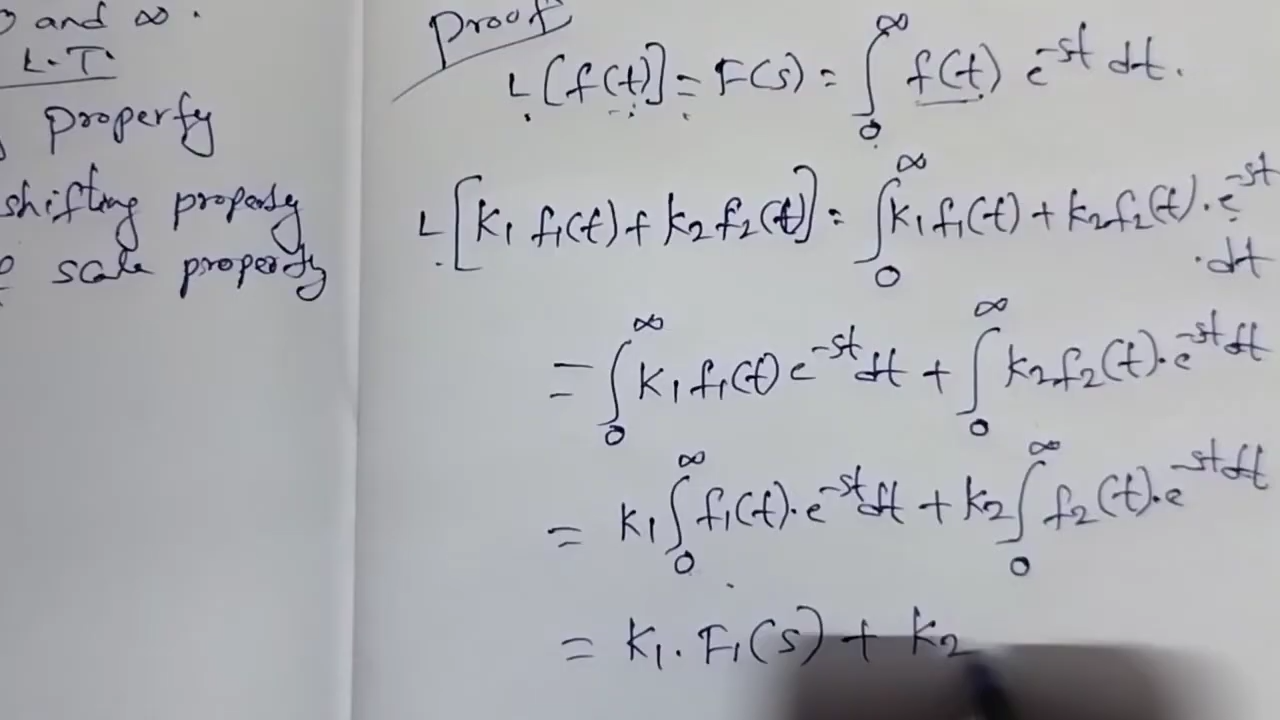 and ∞.
L.T.
property
shifting property
scale property
Proof
L[f(t)] = F(s) = ∫₀^∞ f(t) e^-st dt.
L[K1 f1(t) + K2 f2(t)] = ∫₀^∞ K1 f1(t) + K2 f2(t).e^-st
.dt
= ∫₀^∞ K1 f1(t) e^-st dt + ∫₀^∞ K2 f2(t).e^-st dt
= K1 ∫₀^∞ f1(t).e^-st dt + K2 ∫₀^∞ f2(t).e^-st dt
= K1. F1(s) + K2